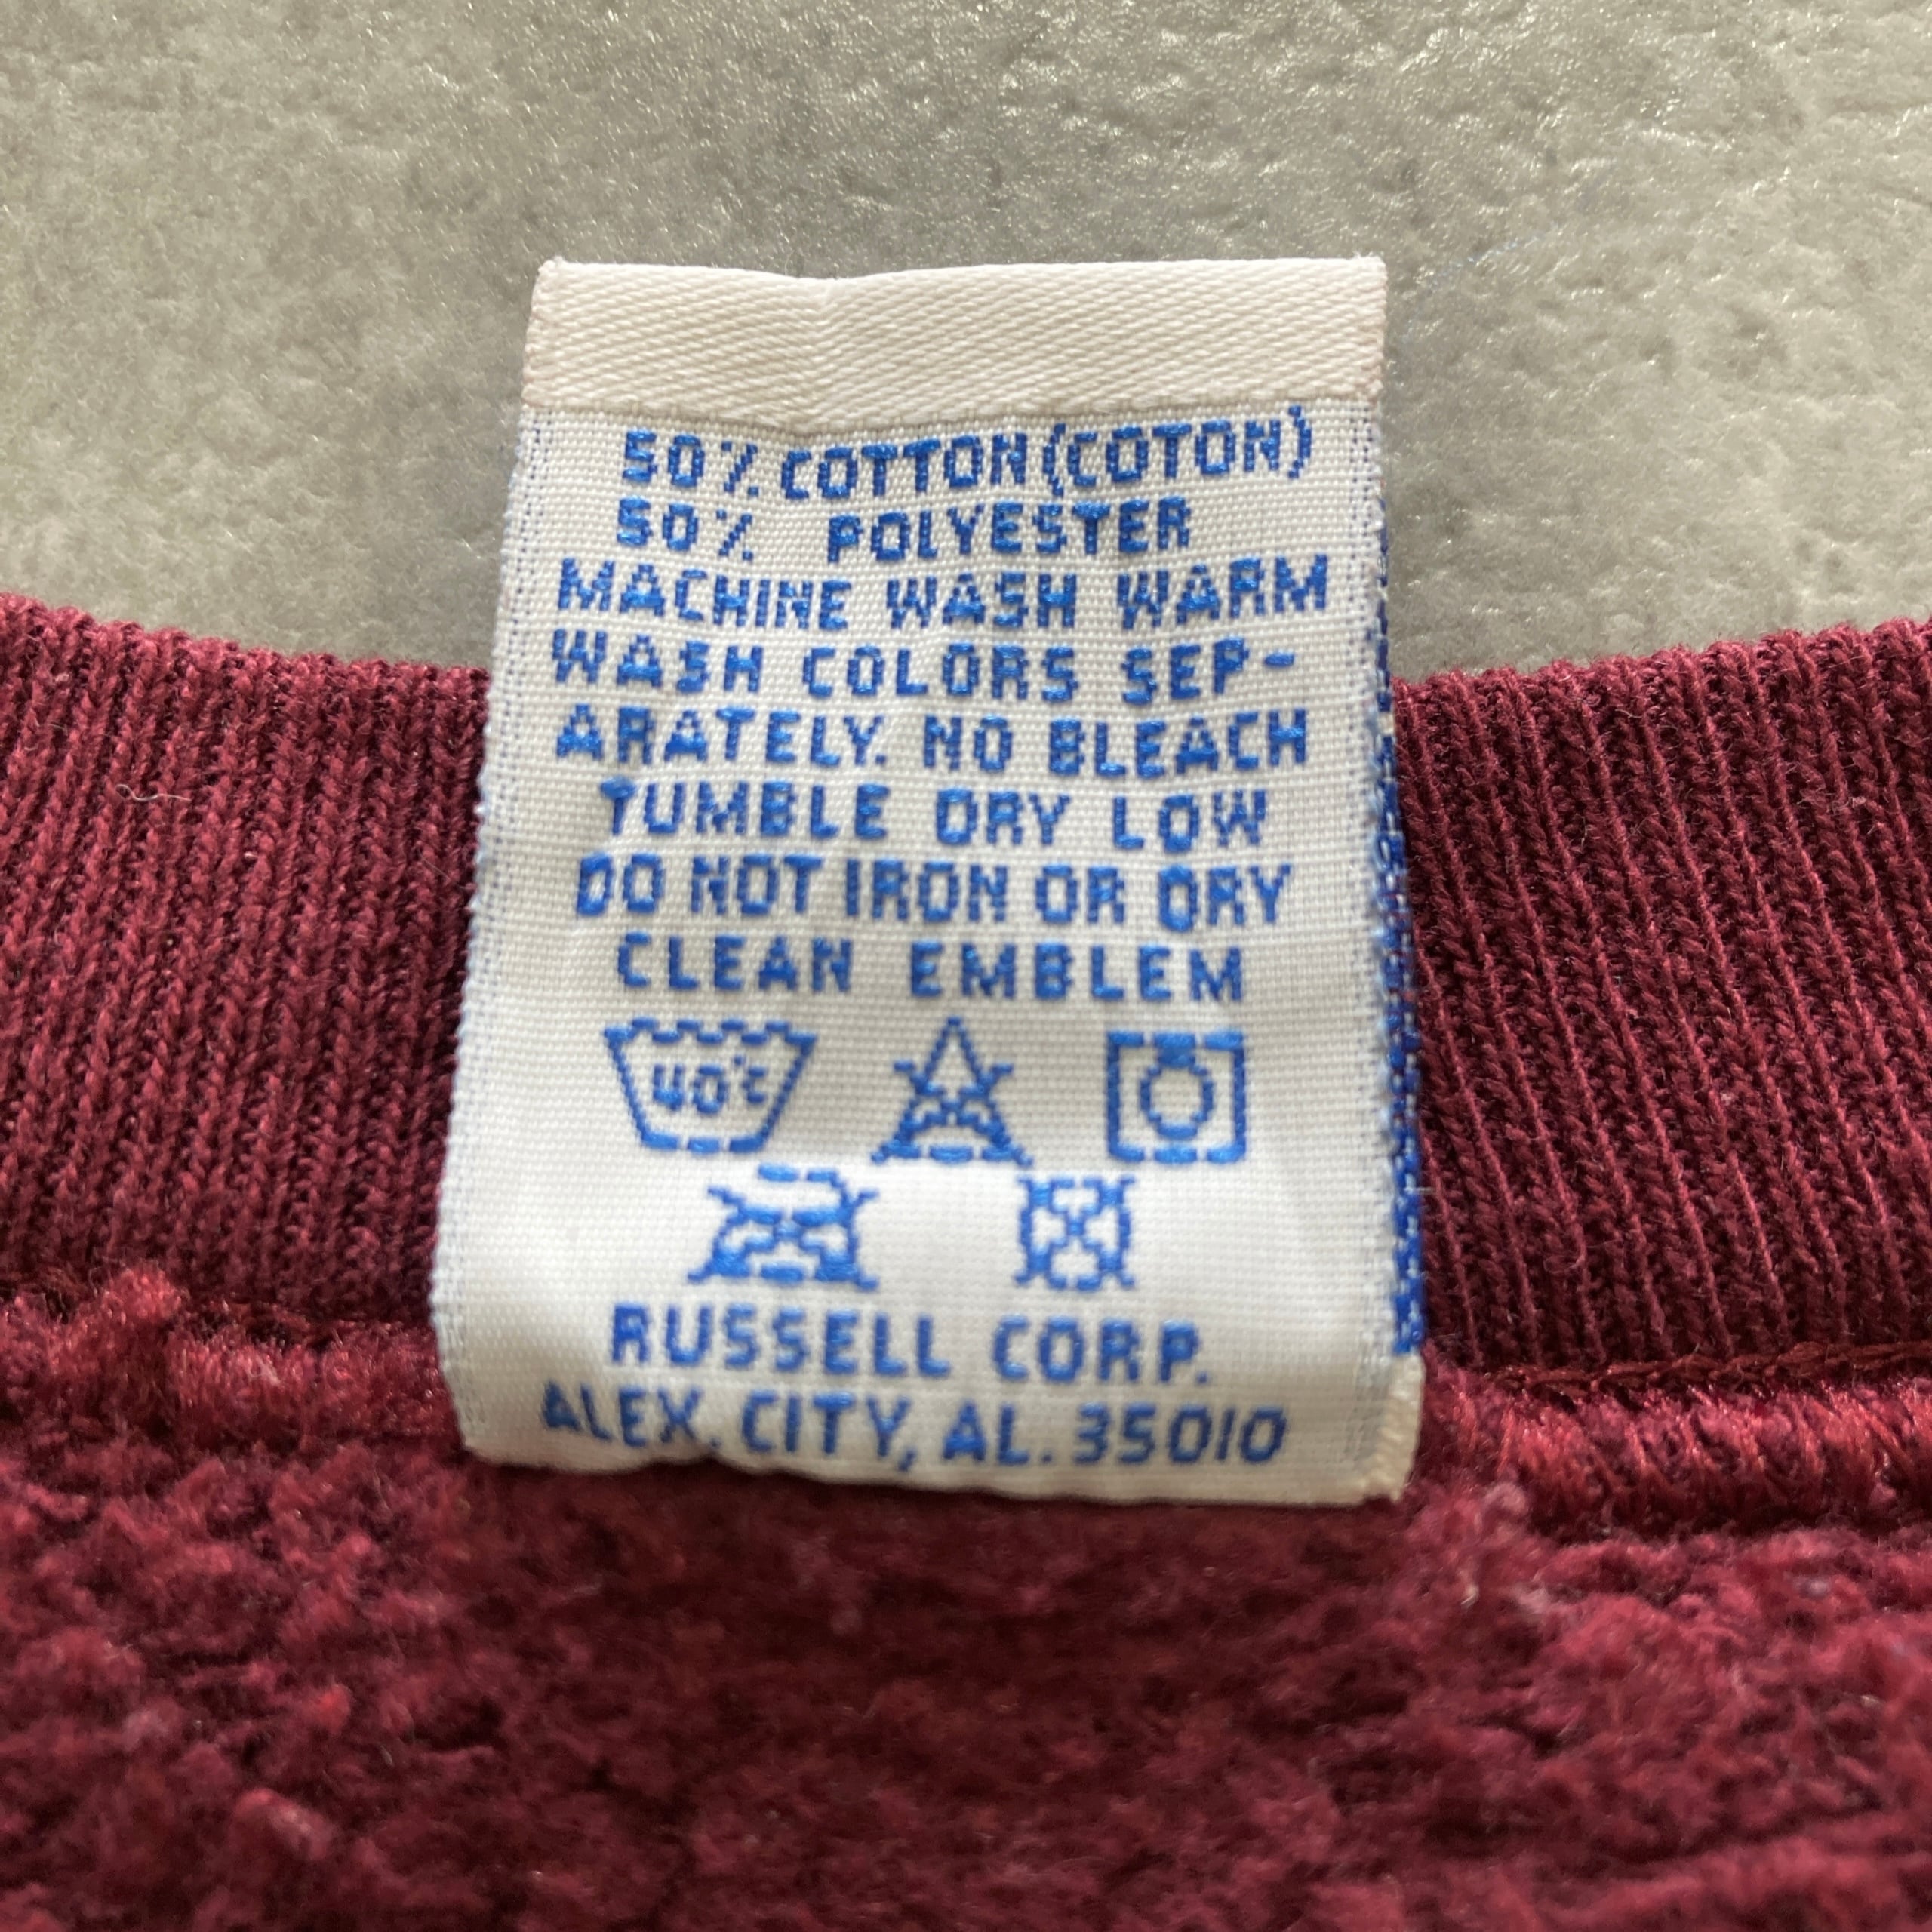 50% COTTON (COTON)
50% POLYESTER
MACHINE WASH WARM
WASH COLORS SEP-
ARATELY. NO BLEACH
TUMBLE DRY LOW
DO NOT IRON OR DRY
CLEAN EMBLEM
40°C
RUSSELL CORP.
ALEX. CITY, AL. 35010